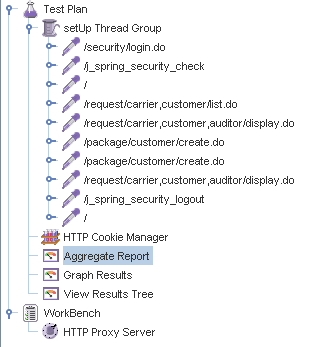 Test Plan
setUp Thread Group
/security/login.do
/j_spring_security_check
/
/request/carrier,customer/list.do
/request/carrier,customer,auditor/display.do
/package/customer/create.do
/package/customer/create.do
/request/carrier,customer,auditor/display.do
/j_spring_security_logout
/
HTTP Cookie Manager
Aggregate Report
Graph Results
View Results Tree
WorkBench
HTTP Proxy Server